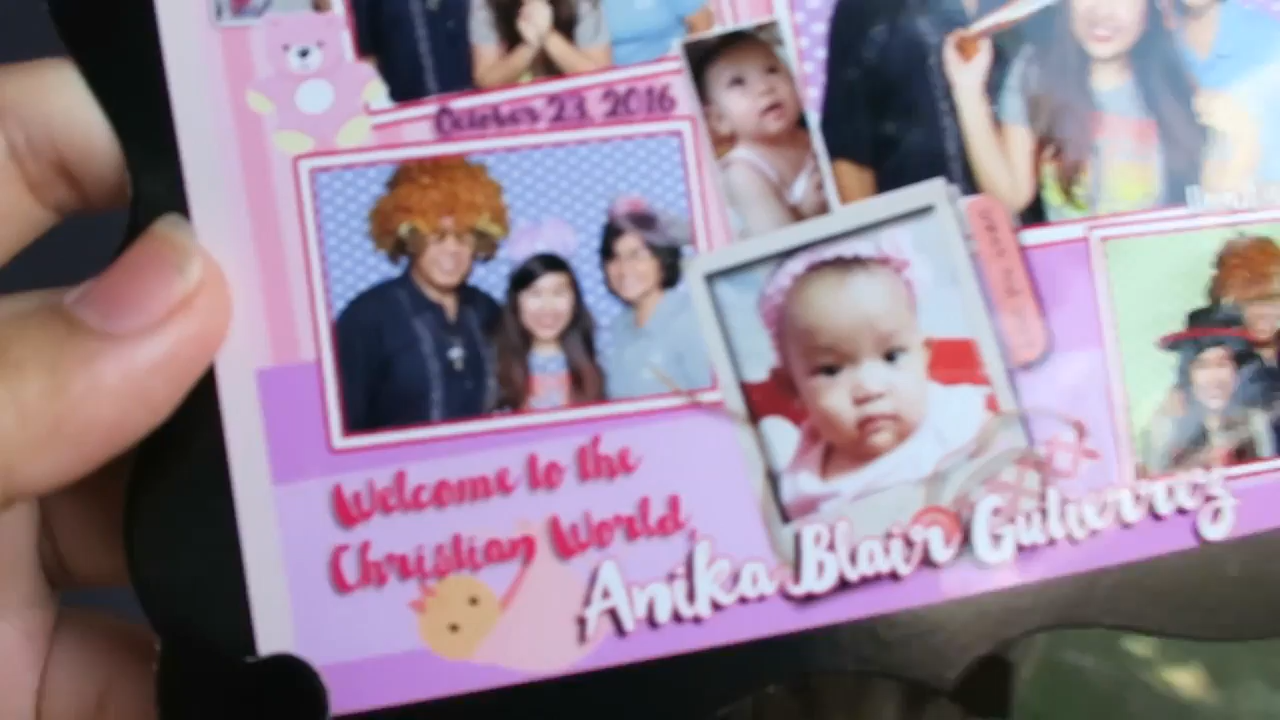 October 23, 2016
Welcome to the
Christian World,
Anika Blair Gutierrez